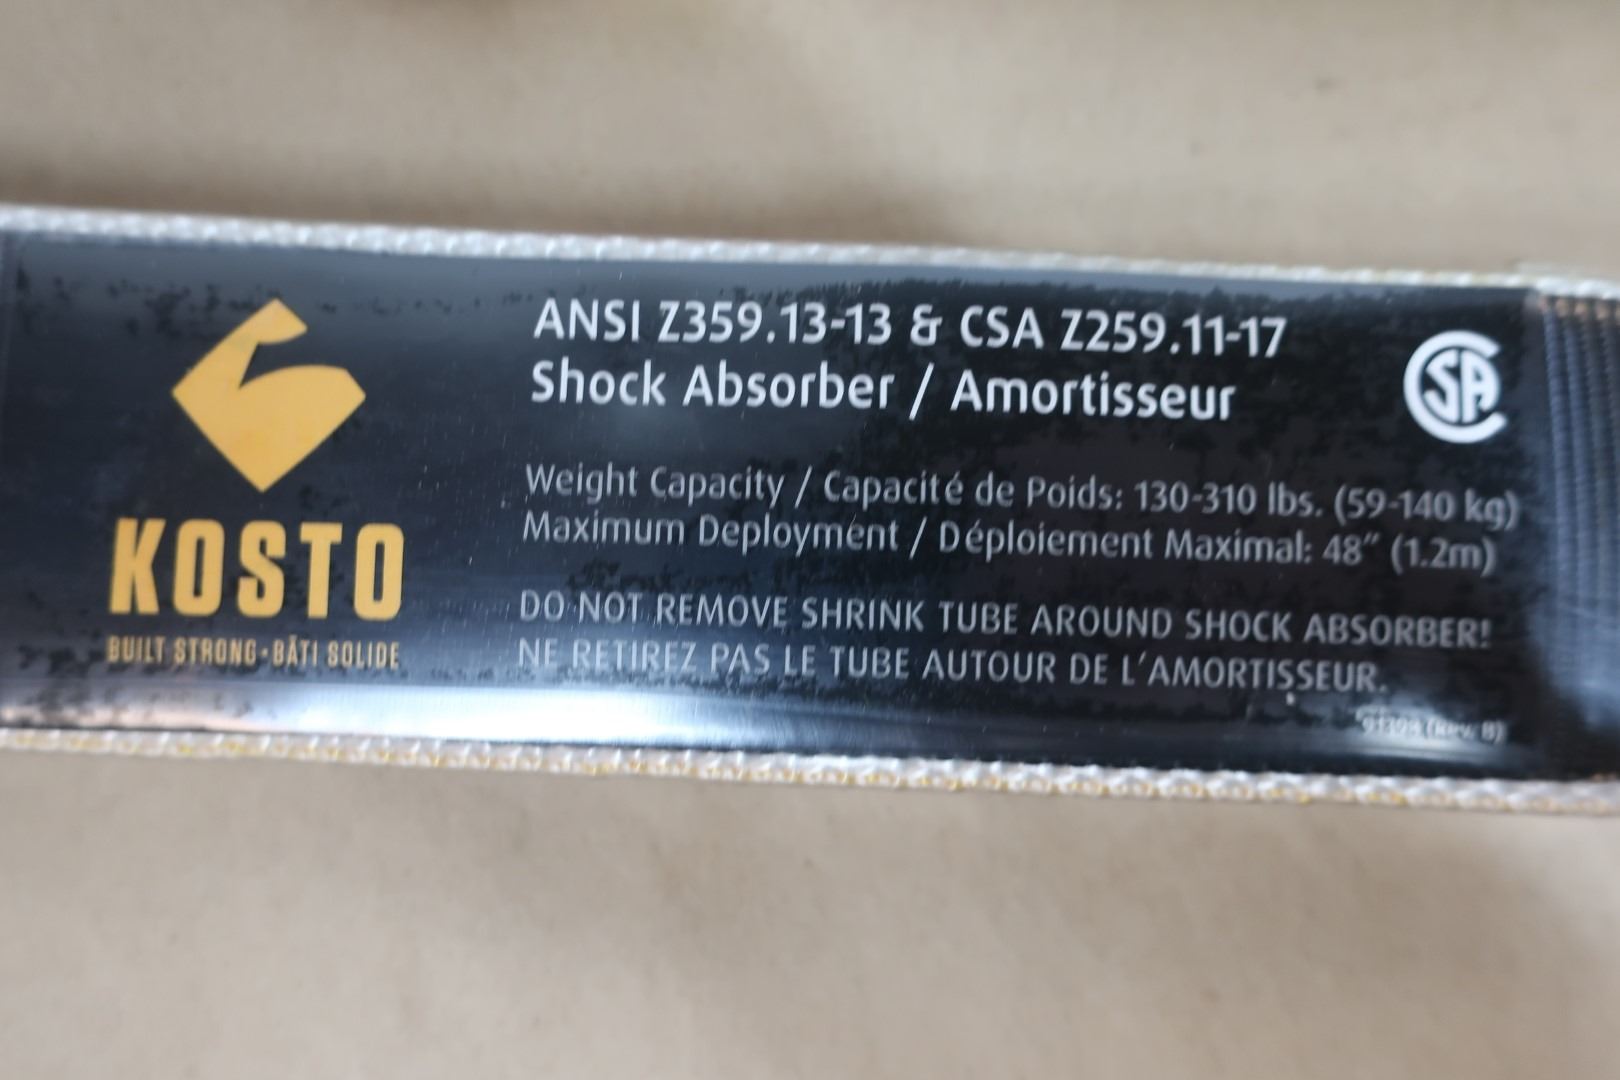 KOSTO
BUILT STRONG • BÂTI SOLIDE
ANSI Z359.13-13 & CSA Z259.11-17
Shock Absorber / Amortisseur
CSA
Weight Capacity / Capacité de Poids: 130-310 lbs. (59-140 kg)
Maximum Deployment / Déploiement Maximal: 48" (1.2m)
DO NOT REMOVE SHRINK TUBE AROUND SHOCK ABSORBER!
NE RETIREZ PAS LE TUBE AUTOUR DE L'AMORTISSEUR.
(Rev. B)